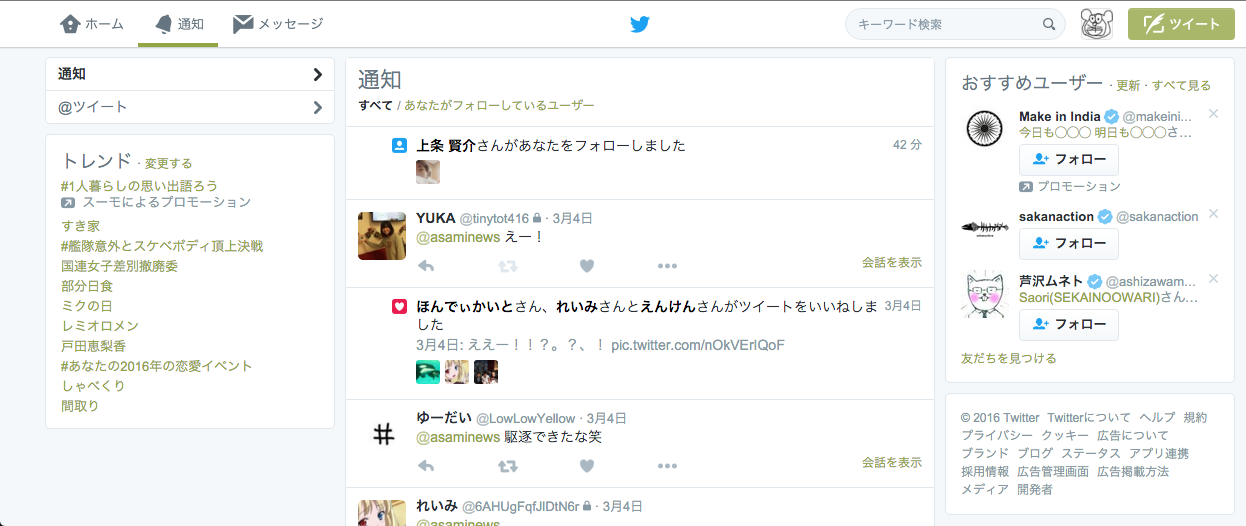 ホーム 通知 メッセージ キーワード検索 ツイート
通知
@ツイート
トレンド · 変更する
#1人暮らしの思い出語ろう
スーモによるプロモーション
すき家
#艦隊意外とスケベボディ頂上決戦
国連女子差別撤廃委
部分日食
ミクの日
レミオロメン
戸田恵梨香
#あなたの2016年の恋愛イベント
しゃべくり
間取り
通知
すべて / あなたがフォローしているユーザー
上条 賢介さんがあなたをフォローしました 42 分
YUKA @tinytot416 · 3月4日
@asaminews えー！
会話を表示
ほんでぃかいとさん、れいみさんとえんけんさんがツイートをいいねしま 3月4日
した
3月4日: ええー！！？。？、！ pic.twitter.com/nOkVErIQoF
ゆーだい @LowLowYellow · 3月4日
@asaminews 駆逐できたな笑
会話を表示
れいみ @6AHUgFqfJlDtN6r · 3月4日
@asaminews
おすすめユーザー · 更新 · すべて見る
Make in India @makeini...
今日も◯◯◯ 明日も◯◯◯さ...
フォロー
プロモーション
sakanaction @sakanaction
フォロー
芦沢ムネト @ashizawam...
Saori(SEKAINOOWARI)さん...
フォロー
友だちを見つける
© 2016 Twitter Twitterについて ヘルプ 規約
プライバシー クッキー 広告について
ブランド ブログ ステータス アプリ連携
採用情報 広告管理画面 広告掲載方法
メディア 開発者